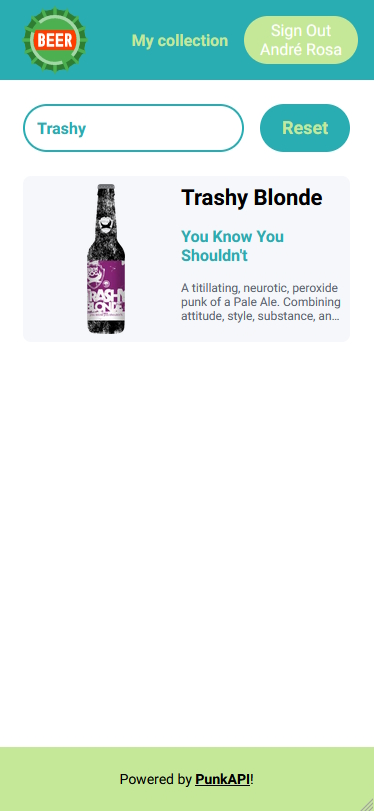 BEER
My collection
Sign Out
André Rosa
Trashy
Reset
Trashy Blonde
You Know You
Shouldn't
A titillating, neurotic, peroxide
punk of a Pale Ale. Combining
attitude, style, substance, an...
TRASHY
BLONDE
Powered by PunkAPI!